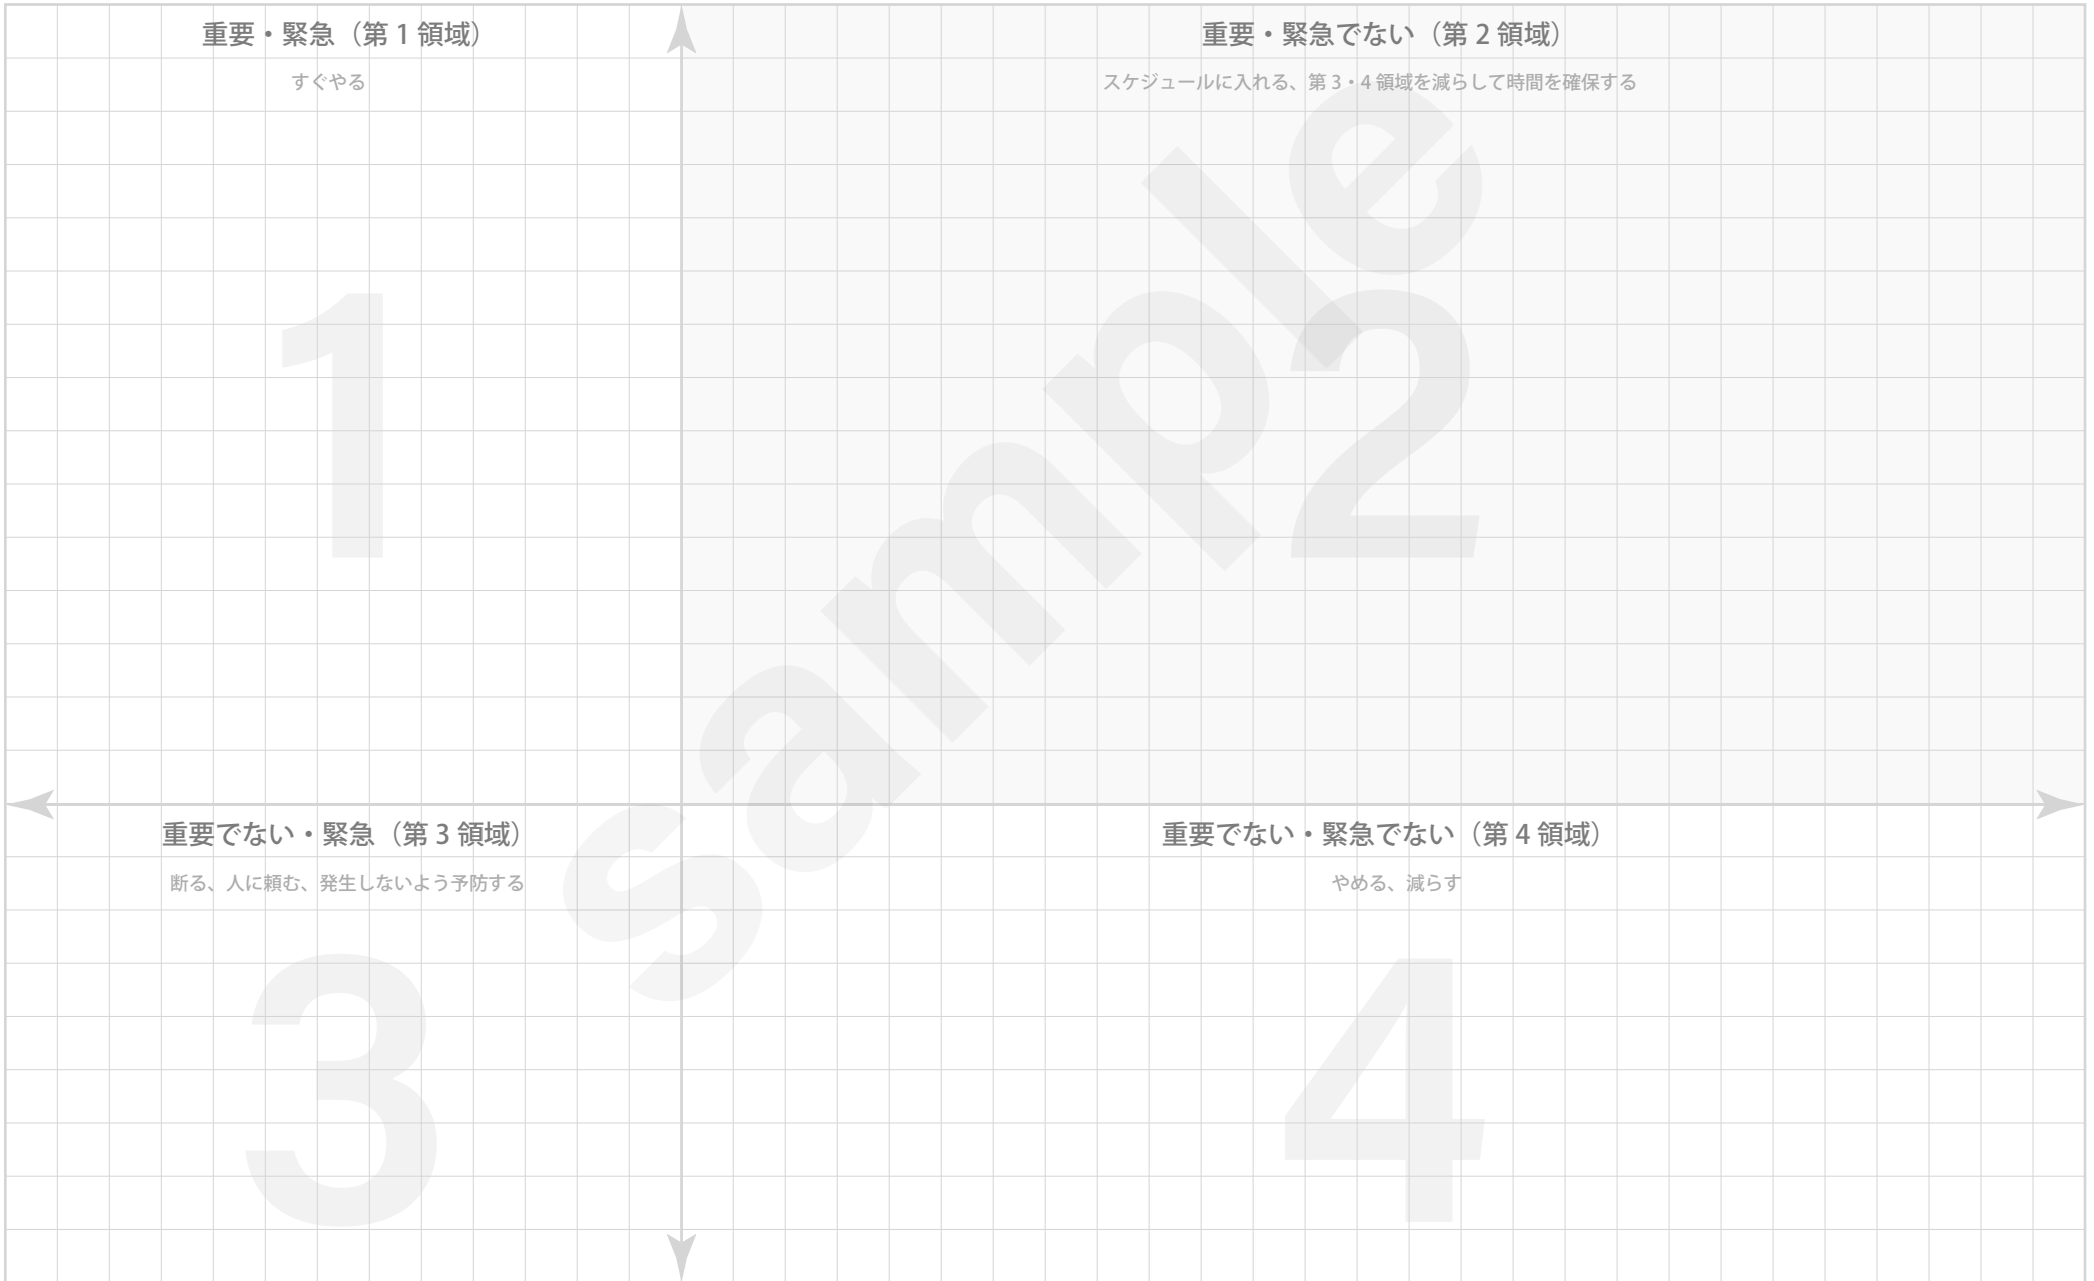 重要・緊急（第 1 領域）
すぐやる
1
重要・緊急でない（第 2 領域）
スケジュールに入れる、第 3・4 領域を減らして時間を確保する
2
重要でない・緊急（第 3 領域）
断る、人に頼む、発生しないよう予防する
3
重要でない・緊急でない（第 4 領域）
やめる、減らす
4
sample